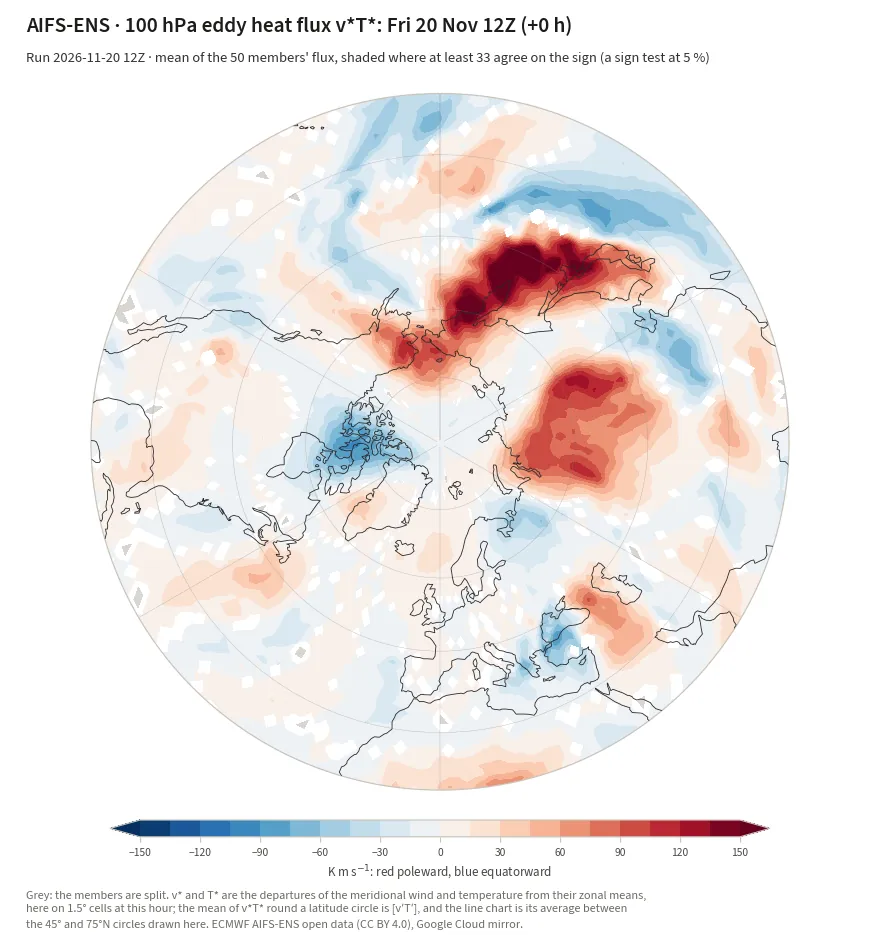 AIFS-ENS · 100 hPa eddy heat flux v*T*: Fri 20 Nov 12Z (+0 h)
Run 2026-11-20 12Z · mean of the 50 members' flux, shaded where at least 33 agree on the sign (a sign test at 5 %)
−150 −120 −90 −60 −30 0 30 60 90 120 150
K m s⁻¹: red poleward, blue equatorward
Grey: the members are split. v* and T* are the departures of the meridional wind and temperature from their zonal means,
here on 1.5° cells at this hour; the mean of v*T* round a latitude circle is [v'T'], and the line chart is its average between
the 45° and 75°N circles drawn here. ECMWF AIFS-ENS open data (CC BY 4.0), Google Cloud mirror.